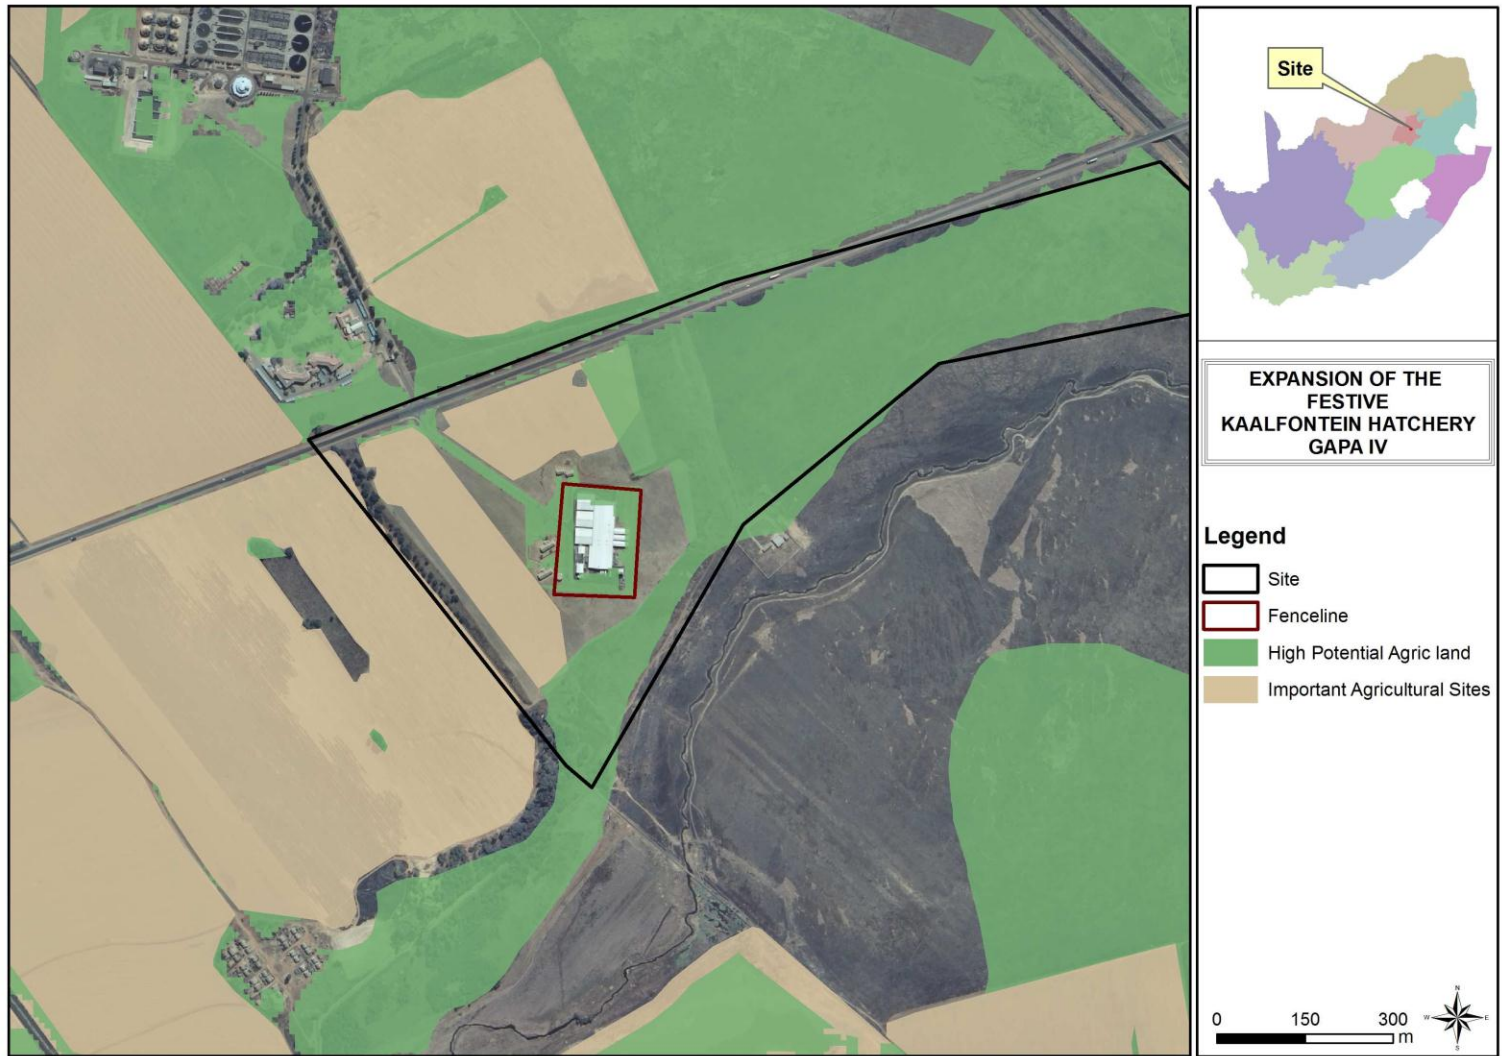 Site
EXPANSION OF THE
FESTIVE
KAALFONTEIN HATCHERY
GAPA IV
Legend
Site
Fenceline
High Potential Agric land
Important Agricultural Sites
0 150 300
m
N
W E
S